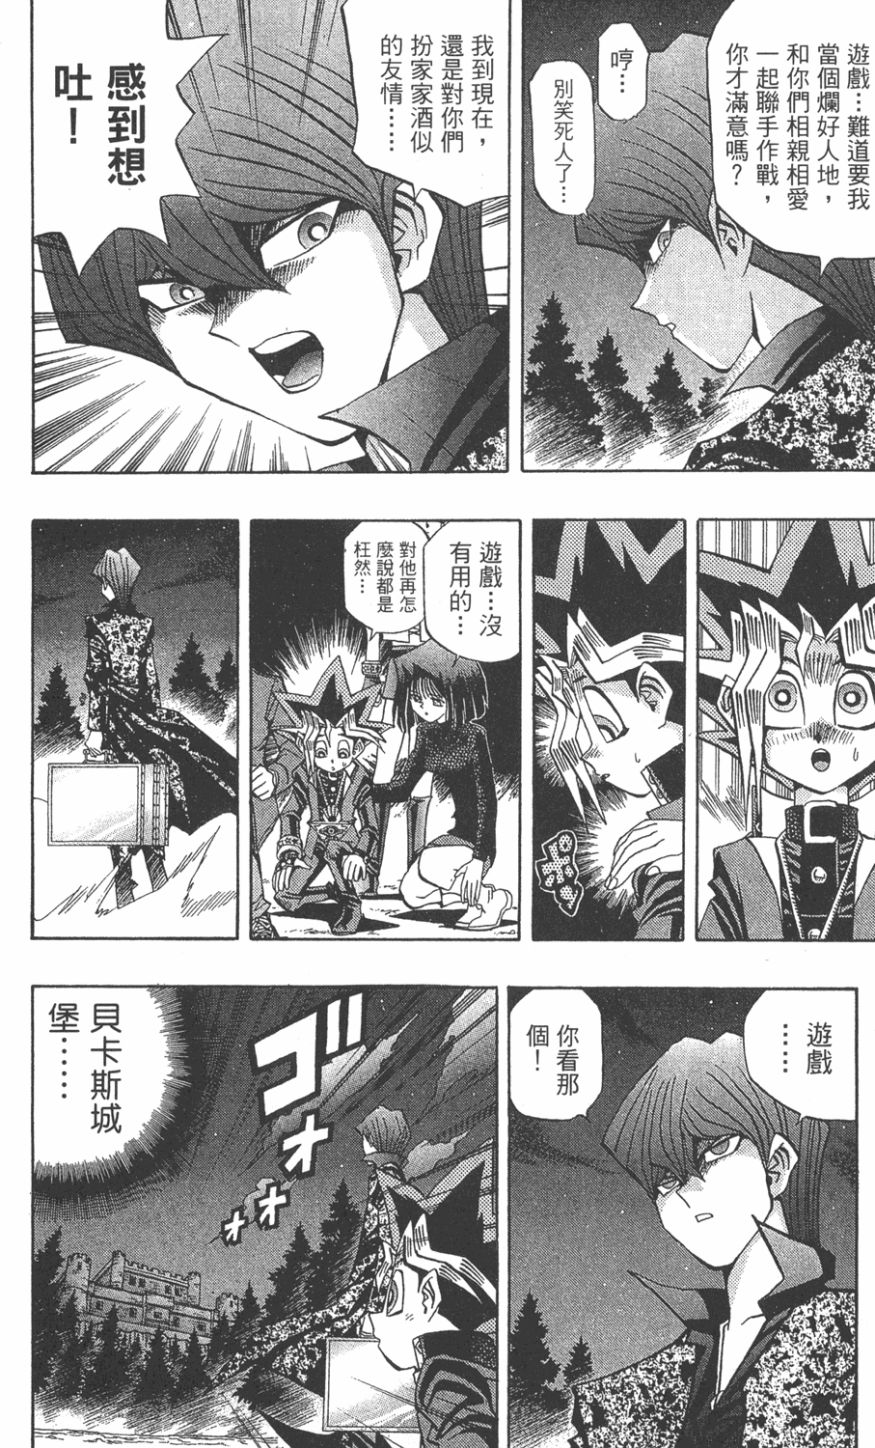 遊戲…難道要我
當個爛好人地，
和你們相親相愛
一起聯手作戰，
你才滿意嗎？
哼…
別笑死人了…
我到現在，
還是對你們
扮家家酒似
的友情……
感到想
吐！
遊戲…沒
有用的…
對他再怎
麼說都是
枉然…
遊戲
……
你看那
個！
ゴォォォ
貝卡斯城
堡……